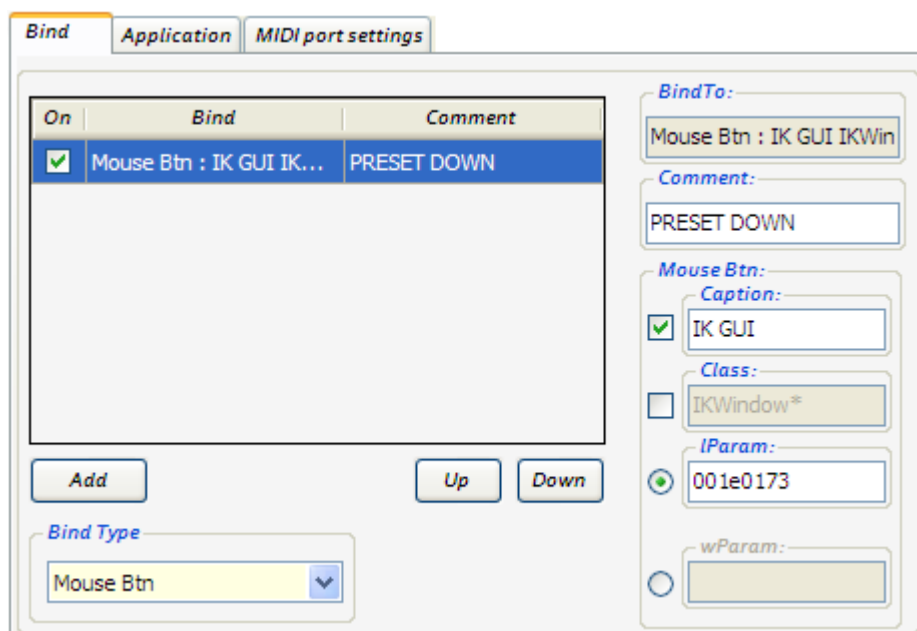 Bind
Application
MIDI port settings
On
Bind
Comment
Mouse Btn : IK GUI IK...
PRESET DOWN
Add
Up
Down
Bind Type
Mouse Btn
BindTo:
Mouse Btn : IK GUI IKWin
Comment:
PRESET DOWN
Mouse Btn:
Caption:
IK GUI
Class:
IKWindow*
lParam:
001e0173
wParam: